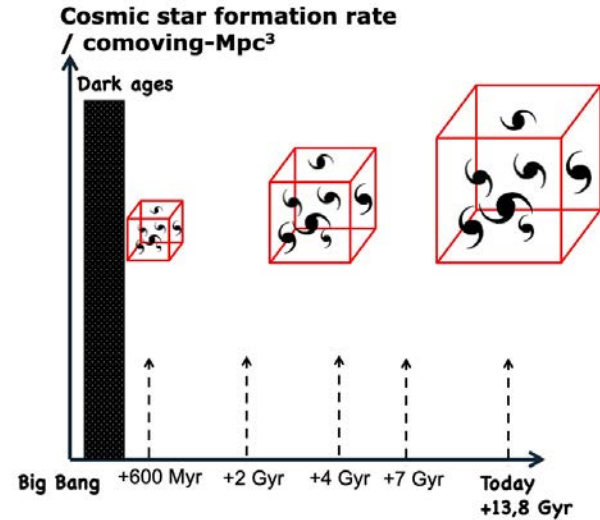 Cosmic star formation rate
/ comoving-Mpc³
Dark ages
Big Bang
+600 Myr
+2 Gyr
+4 Gyr
+7 Gyr
Today
+13,8 Gyr